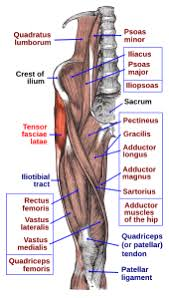 Quadratus
lumborum
Psoas
minor
Iliacus
Psoas
major
Iliopsoas
Crest of
ilium
Sacrum
Pectineus
Gracilis
Adductor
longus
Adductor
magnus
Sartorius
Adductor
muscles
of the hip
Tensor
fasciae
latae
Iliotibial
tract
Rectus
femoris
Vastus
lateralis
Vastus
medialis
Quadriceps
femoris
Quadriceps
(or patellar)
tendon
Patellar
ligament